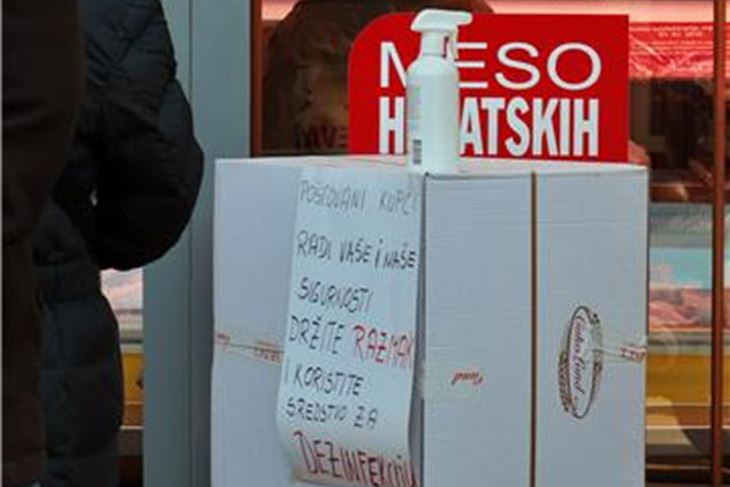 MESO
HRVATSKIH
POŠTOVANI KUPCI
RADI VAŠE i NAŠE
SIGURNOSTI
DRŽITE RAZMAK
I KORISTITE
SREDSTVO ZA
DEZINFEKCIJU